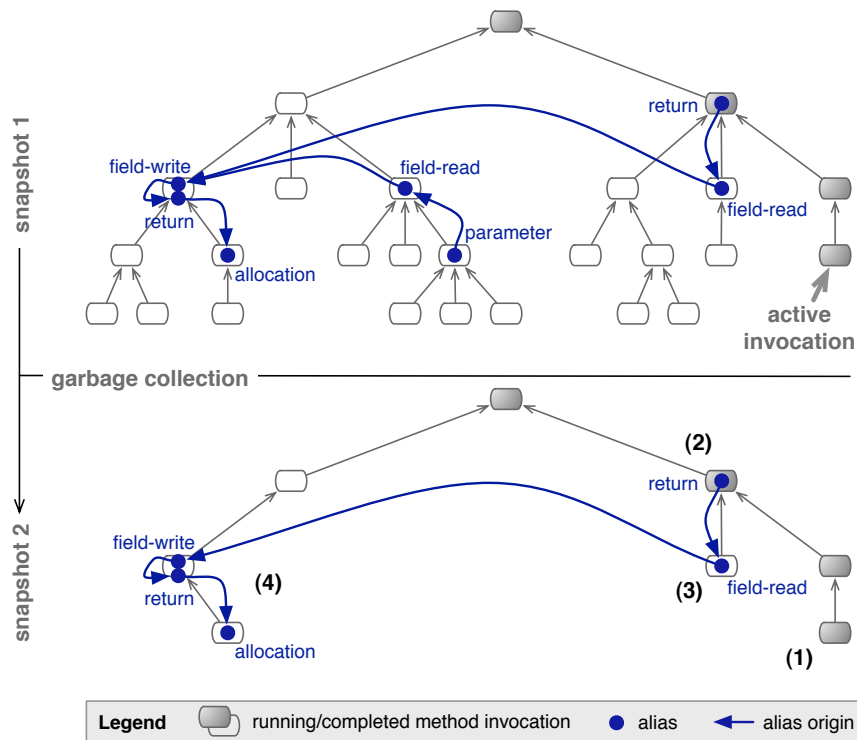 snapshot 1
return
field-write
field-read
return
field-read
parameter
allocation
active
invocation
garbage collection
snapshot 2
(2)
return
field-write
(4)
(3)
field-read
return
allocation
(1)
Legend running/completed method invocation alias alias origin